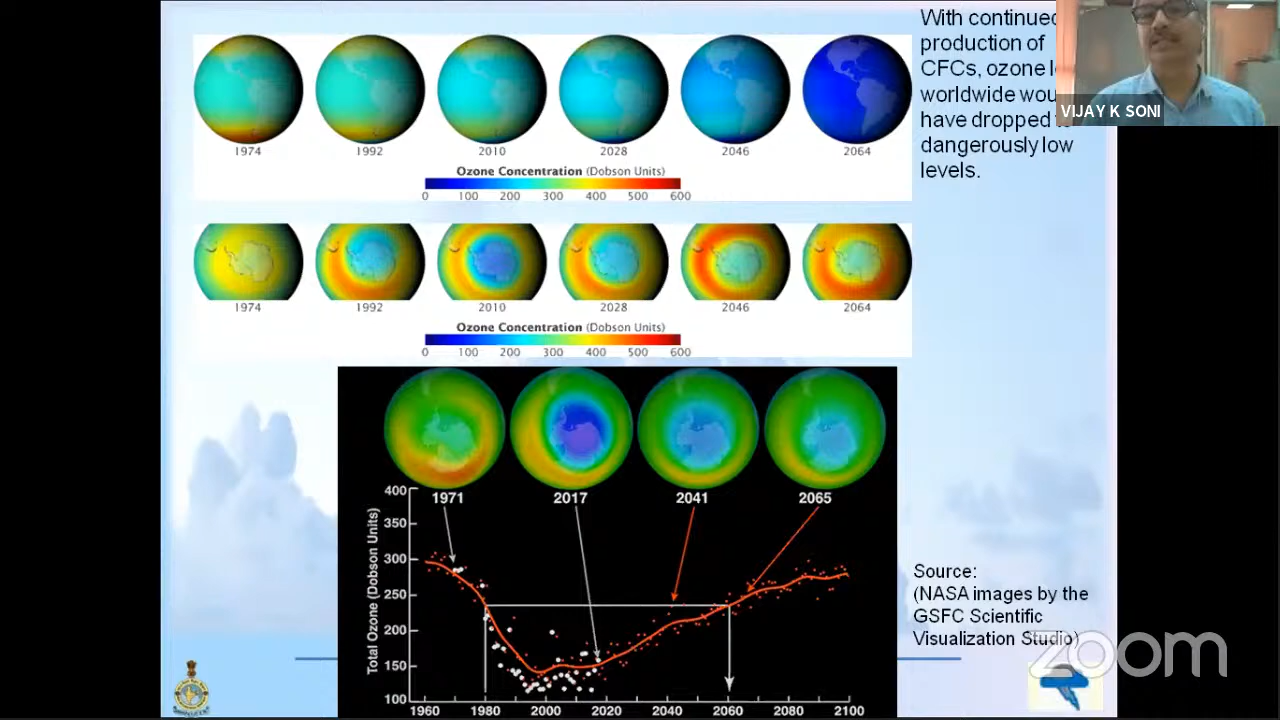 With continued
production of
CFCs, ozone
worldwide
have dropped
dangerously low
levels.
VIJAY K SONI
1974 1992 2010 2028 2046 2064
Ozone Concentration (Dobson Units)
0 100 200 300 400 500 600
1974 1992 2010 2028 2046 2064
Ozone Concentration (Dobson Units)
0 100 200 300 400 500 600
1971 2017 2041 2065
Total Ozone (Dobson Units)
400
350
300
250
200
150
100
1960 1980 2000 2020 2040 2060 2080 2100
Source:
(NASA images by the
GSFC Scientific
Visualization Studio)
zoom